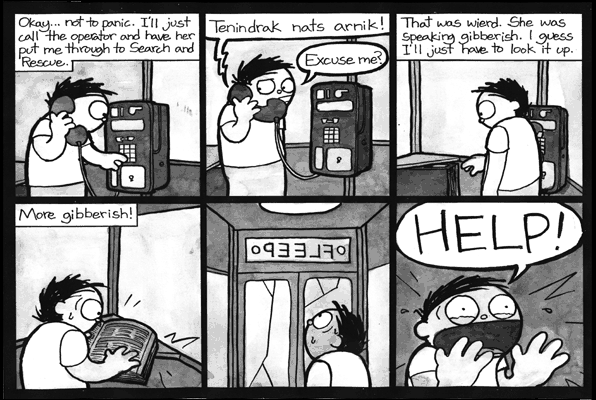 Okay... not to panic. I'll just
call the operator and have her
put me through to Search and
Rescue.
Tenindrak nats arnik!
Excuse me?
That was wierd. She was
speaking gibberish. I guess
I'll just have to look it up.
More gibberish!
OFLEEPO
HELP!